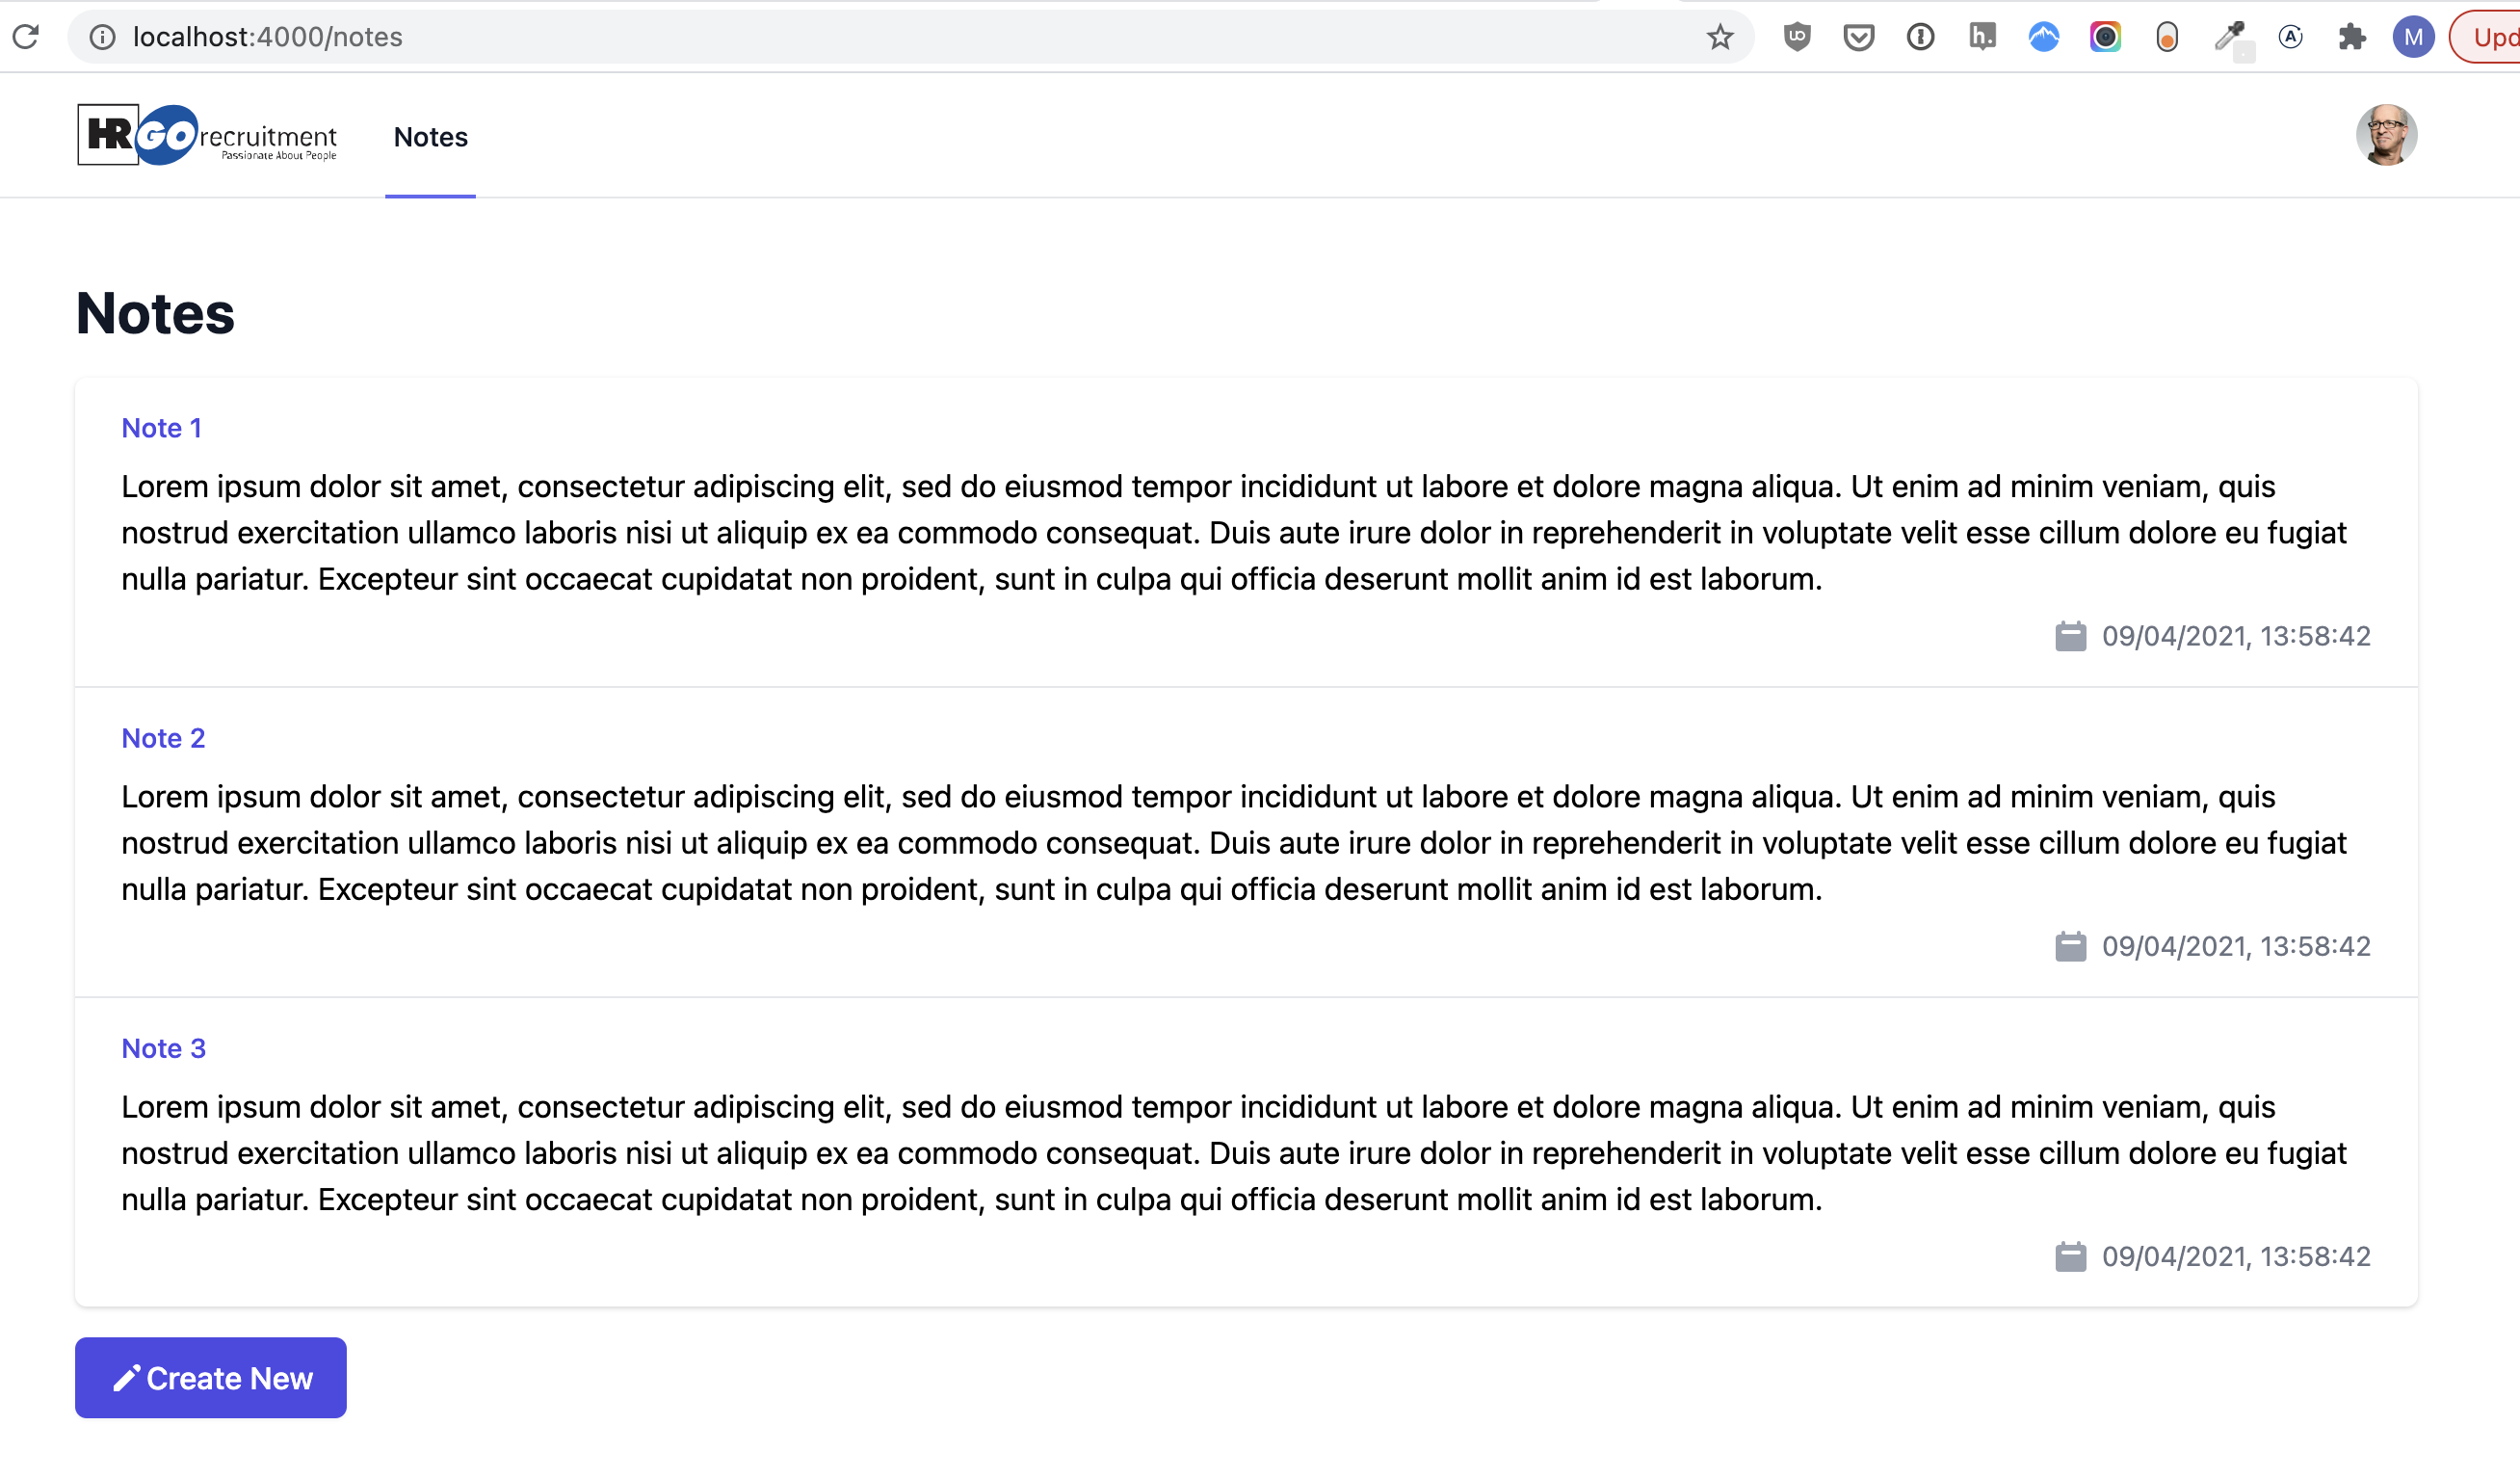 localhost:4000/notes
UO
h.
A
M
Upd
HR GO recruitment
Passionate About People
Notes
Notes
Note 1
Lorem ipsum dolor sit amet, consectetur adipiscing elit, sed do eiusmod tempor incididunt ut labore et dolore magna aliqua. Ut enim ad minim veniam, quis
nostrud exercitation ullamco laboris nisi ut aliquip ex ea commodo consequat. Duis aute irure dolor in reprehenderit in voluptate velit esse cillum dolore eu fugiat
nulla pariatur. Excepteur sint occaecat cupidatat non proident, sunt in culpa qui officia deserunt mollit anim id est laborum.
09/04/2021, 13:58:42
Note 2
Lorem ipsum dolor sit amet, consectetur adipiscing elit, sed do eiusmod tempor incididunt ut labore et dolore magna aliqua. Ut enim ad minim veniam, quis
nostrud exercitation ullamco laboris nisi ut aliquip ex ea commodo consequat. Duis aute irure dolor in reprehenderit in voluptate velit esse cillum dolore eu fugiat
nulla pariatur. Excepteur sint occaecat cupidatat non proident, sunt in culpa qui officia deserunt mollit anim id est laborum.
09/04/2021, 13:58:42
Note 3
Lorem ipsum dolor sit amet, consectetur adipiscing elit, sed do eiusmod tempor incididunt ut labore et dolore magna aliqua. Ut enim ad minim veniam, quis
nostrud exercitation ullamco laboris nisi ut aliquip ex ea commodo consequat. Duis aute irure dolor in reprehenderit in voluptate velit esse cillum dolore eu fugiat
nulla pariatur. Excepteur sint occaecat cupidatat non proident, sunt in culpa qui officia deserunt mollit anim id est laborum.
09/04/2021, 13:58:42
Create New